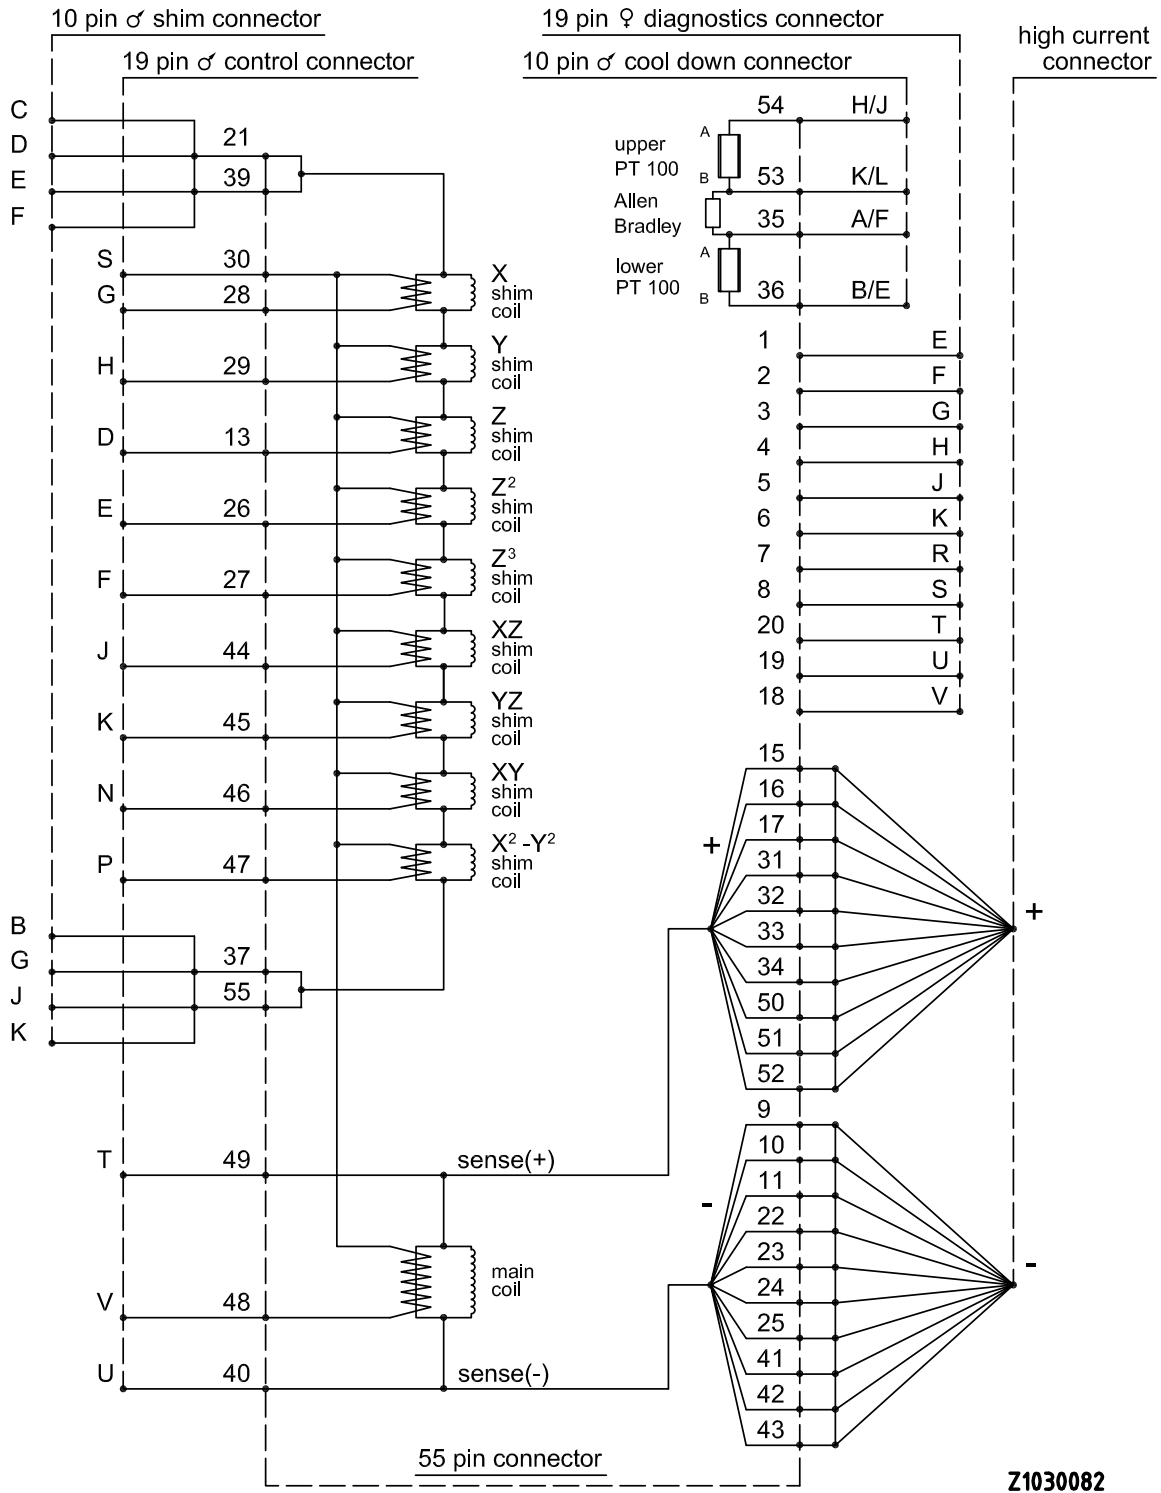 10 pin ♂ shim connector
19 pin ♂ control connector
19 pin ♀ diagnostics connector
10 pin ♂ cool down connector
high current
connector
C
D 21
E 39
F
S 30
G 28
X
shim
coil
H 29
Y
shim
coil
D 13
Z
shim
coil
E 26
Z²
shim
coil
F 27
Z³
shim
coil
J 44
XZ
shim
coil
K 45
YZ
shim
coil
N 46
XY
shim
coil
P 47
X² -Y²
shim
coil
B
G 37
J 55
K
T 49 sense(+)
main
coil
V 48
U 40 sense(-)
55 pin connector
54 H/J
A
upper
PT 100
B
53 K/L
Allen
Bradley
35 A/F
A
lower
PT 100
B
36 B/E
1 E
2 F
3 G
4 H
5 J
6 K
7 R
8 S
20 T
19 U
18 V
15
16
17
+
31
32
33
+
34
50
51
52
9
10
11
-
22
23
24
-
25
41
42
43
Z1030082